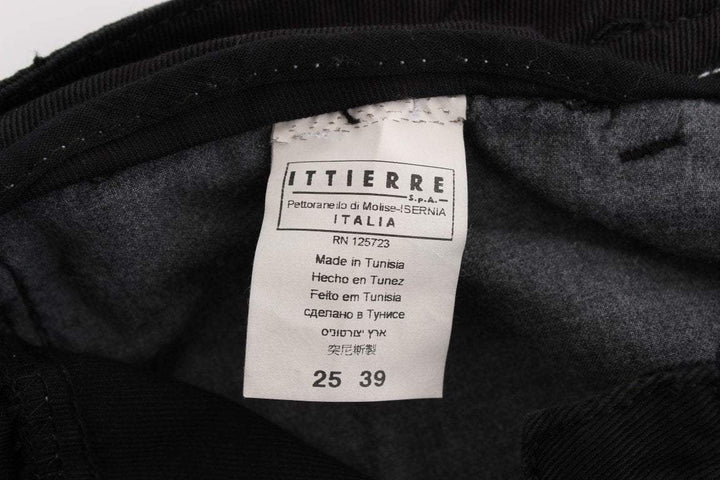 ITTIERRE
S.p.A.
Pettoranello di Molise-ISERNIA
ITALIA
RN 125723
Made in Tunisia
Hecho en Tunez
Feito em Tunisia
сделано в Тунисе
ארץ יצורטוניס
突尼斯製
25 39